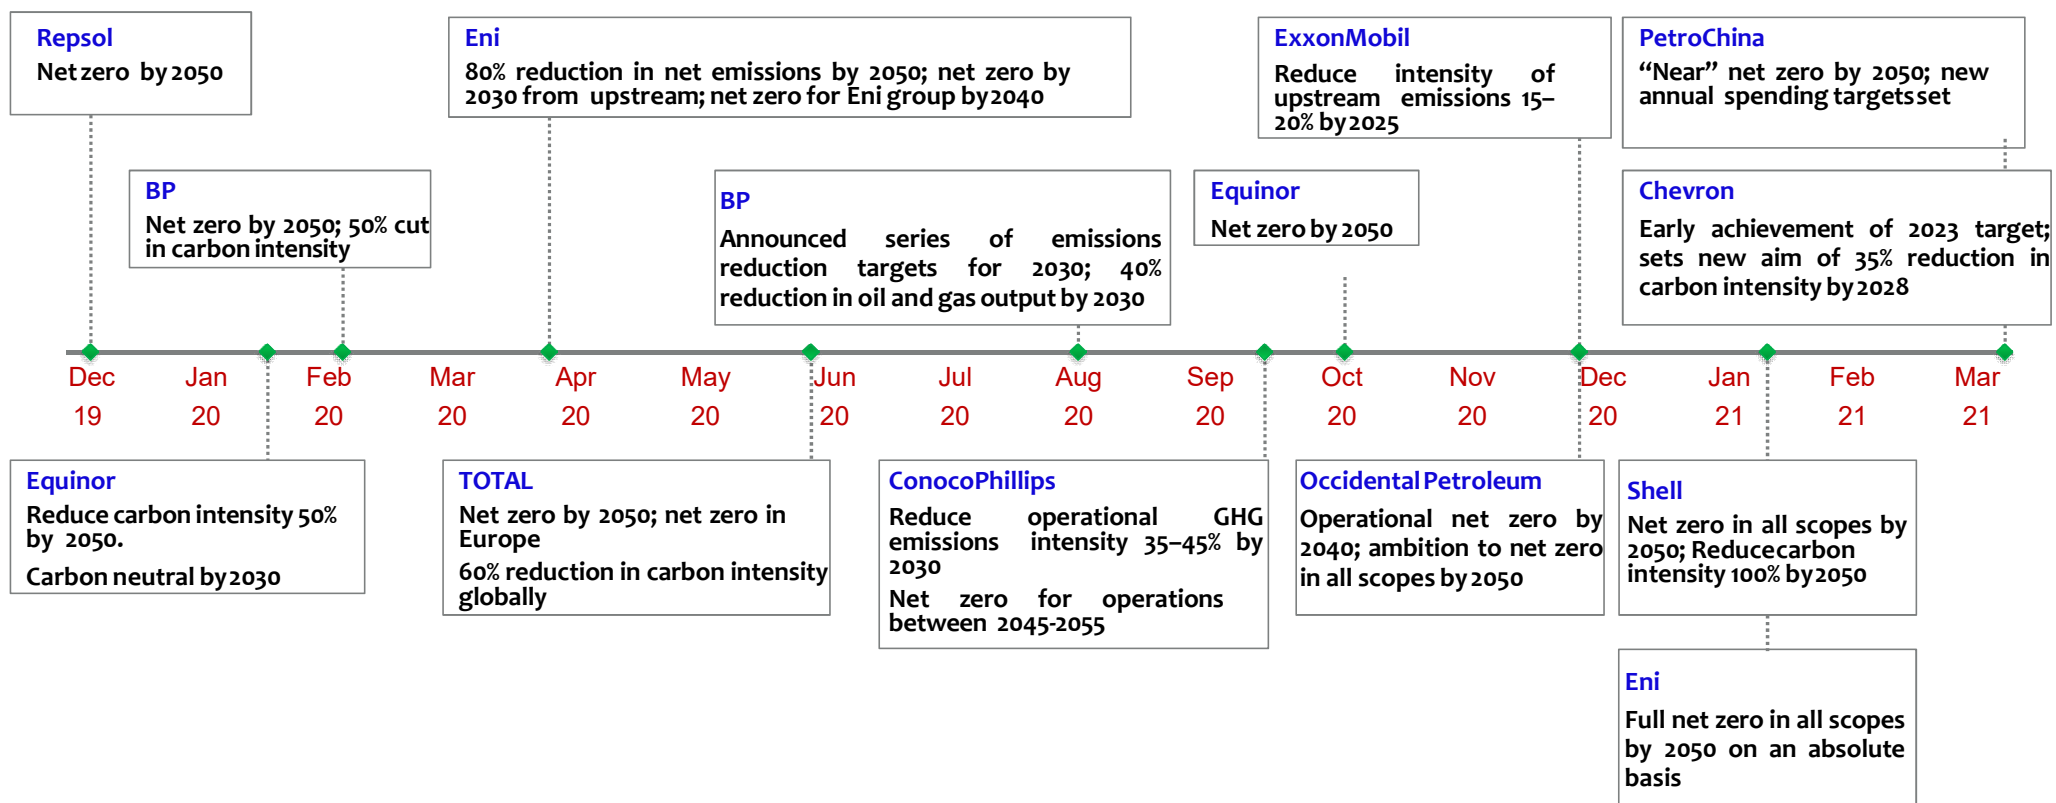 Repsol
Net zero by 2050
Eni
80% reduction in net emissions by 2050; net zero by
2030 from upstream; net zero for Eni group by 2040
ExxonMobil
Reduce intensity of
upstream emissions 15–
20% by 2025
PetroChina
“Near” net zero by 2050; new
annual spending targets set
BP
Net zero by 2050; 50% cut
in carbon intensity
BP
Announced series of emissions
reduction targets for 2030; 40%
reduction in oil and gas output by 2030
Equinor
Net zero by 2050
Chevron
Early achievement of 2023 target;
sets new aim of 35% reduction in
carbon intensity by 2028
Dec Jan Feb Mar Apr May Jun Jul Aug Sep Oct Nov Dec Jan Feb Mar
19 20 20 20 20 20 20 20 20 20 20 20 20 21 21 21
Equinor
Reduce carbon intensity 50%
by 2050.
Carbon neutral by 2030
TOTAL
Net zero by 2050; net zero in
Europe
60% reduction in carbon intensity
globally
ConocoPhillips
Reduce operational GHG
emissions intensity 35–45% by
2030
Net zero for operations
between 2045-2055
Occidental Petroleum
Operational net zero by
2040; ambition to net zero
in all scopes by 2050
Shell
Net zero in all scopes by
2050; Reduce carbon
intensity 100% by 2050
Eni
Full net zero in all scopes
by 2050 on an absolute
basis